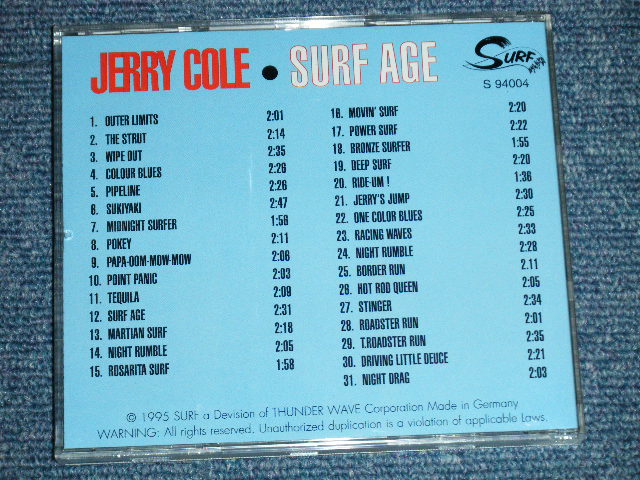 JERRY COLE • SURF AGE
SURF
S 94004
1. OUTER LIMITS 2:01
2. THE STRUT 2:14
3. WIPE OUT 2:35
4. COLOUR BLUES 2:26
5. PIPELINE 2:26
6. SUKIYAKI 2:47
7. MIDNIGHT SURFER 1:56
8. POKEY 2:11
9. PAPA-OOM-MOW-MOW 2:06
10. POINT PANIC 2:03
11. TEQUILA 2:09
12. SURF AGE 2:31
13. MARTIAN SURF 2:18
14. NIGHT RUMBLE 2:05
15. ROSARITA SURF 1:58
16. MOVIN' SURF 2:20
17. POWER SURF 2:22
18. BRONZE SURFER 1:55
19. DEEP SURF 2:20
20. RIDE-UM ! 1:36
21. JERRY'S JUMP 2:30
22. ONE COLOR BLUES 2:25
23. RACING WAVES 2:33
24. NIGHT RUMBLE 2:28
25. BORDER RUN 2.11
26. HOT ROD QUEEN 2:05
27. STINGER 2:34
28. ROADSTER RUN 2:01
29. T.ROADSTER RUN 2:35
30. DRIVING LITTLE DEUCE 2:21
31. NIGHT DRAG 2:03
© 1995 SURF a Devision of THUNDER WAVE Corporation Made in Germany
WARNING: All rights reserved. Unauthorized duplication is a violation of applicable Laws.